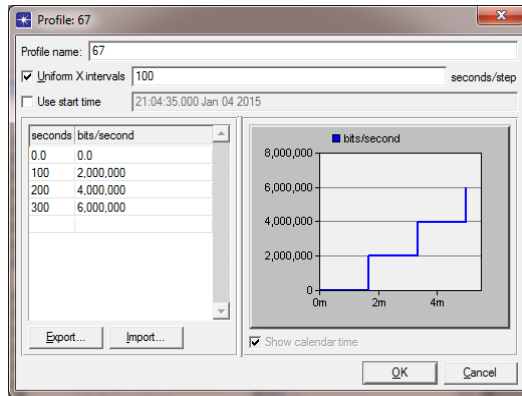 Profile: 67
Profile name: 67
Uniform X intervals 100 seconds/step
Use start time 21:04:35.000 Jan 04 2015
seconds bits/second
0.0 0.0
100 2,000,000
200 4,000,000
300 6,000,000
Export... Import...
bits/second
8,000,000
6,000,000
4,000,000
2,000,000
0
0m 2m 4m
Show calendar time
OK Cancel